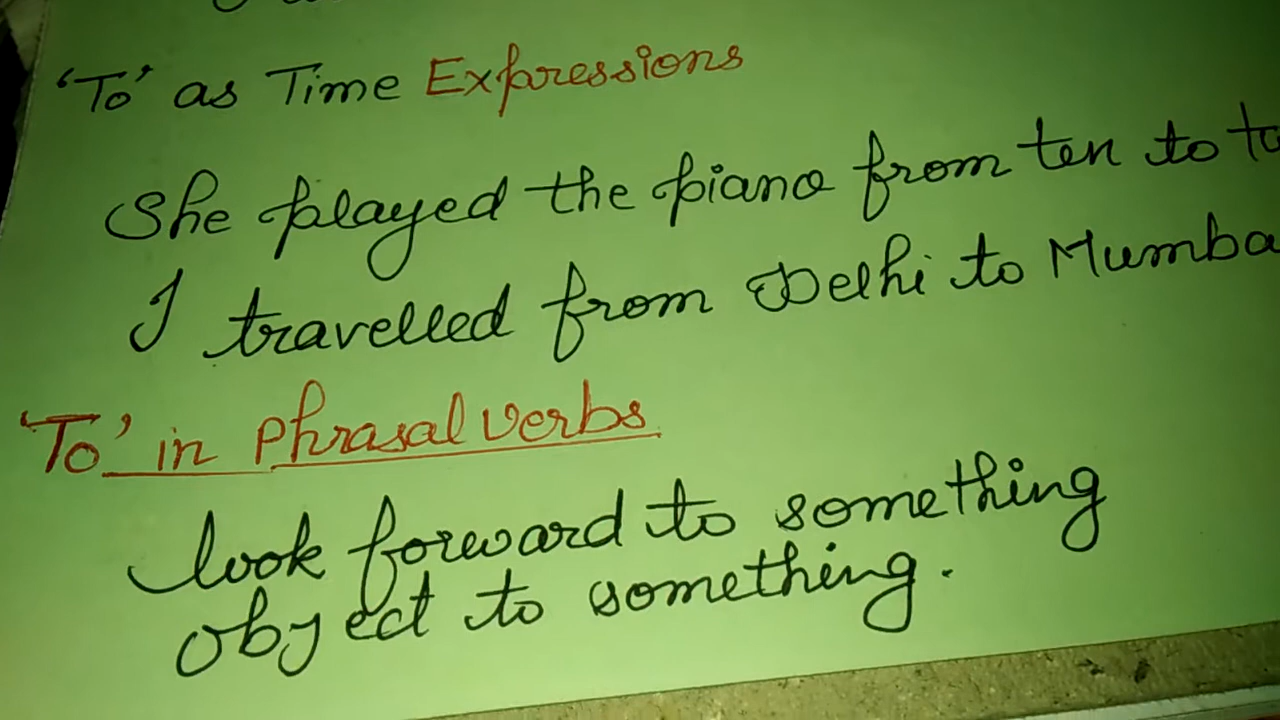 'To' as Time Expressions
She played the piano from ten to
I travelled from Delhi to Mumba
'To' in Phrasal verbs
look forward to something
object to something.